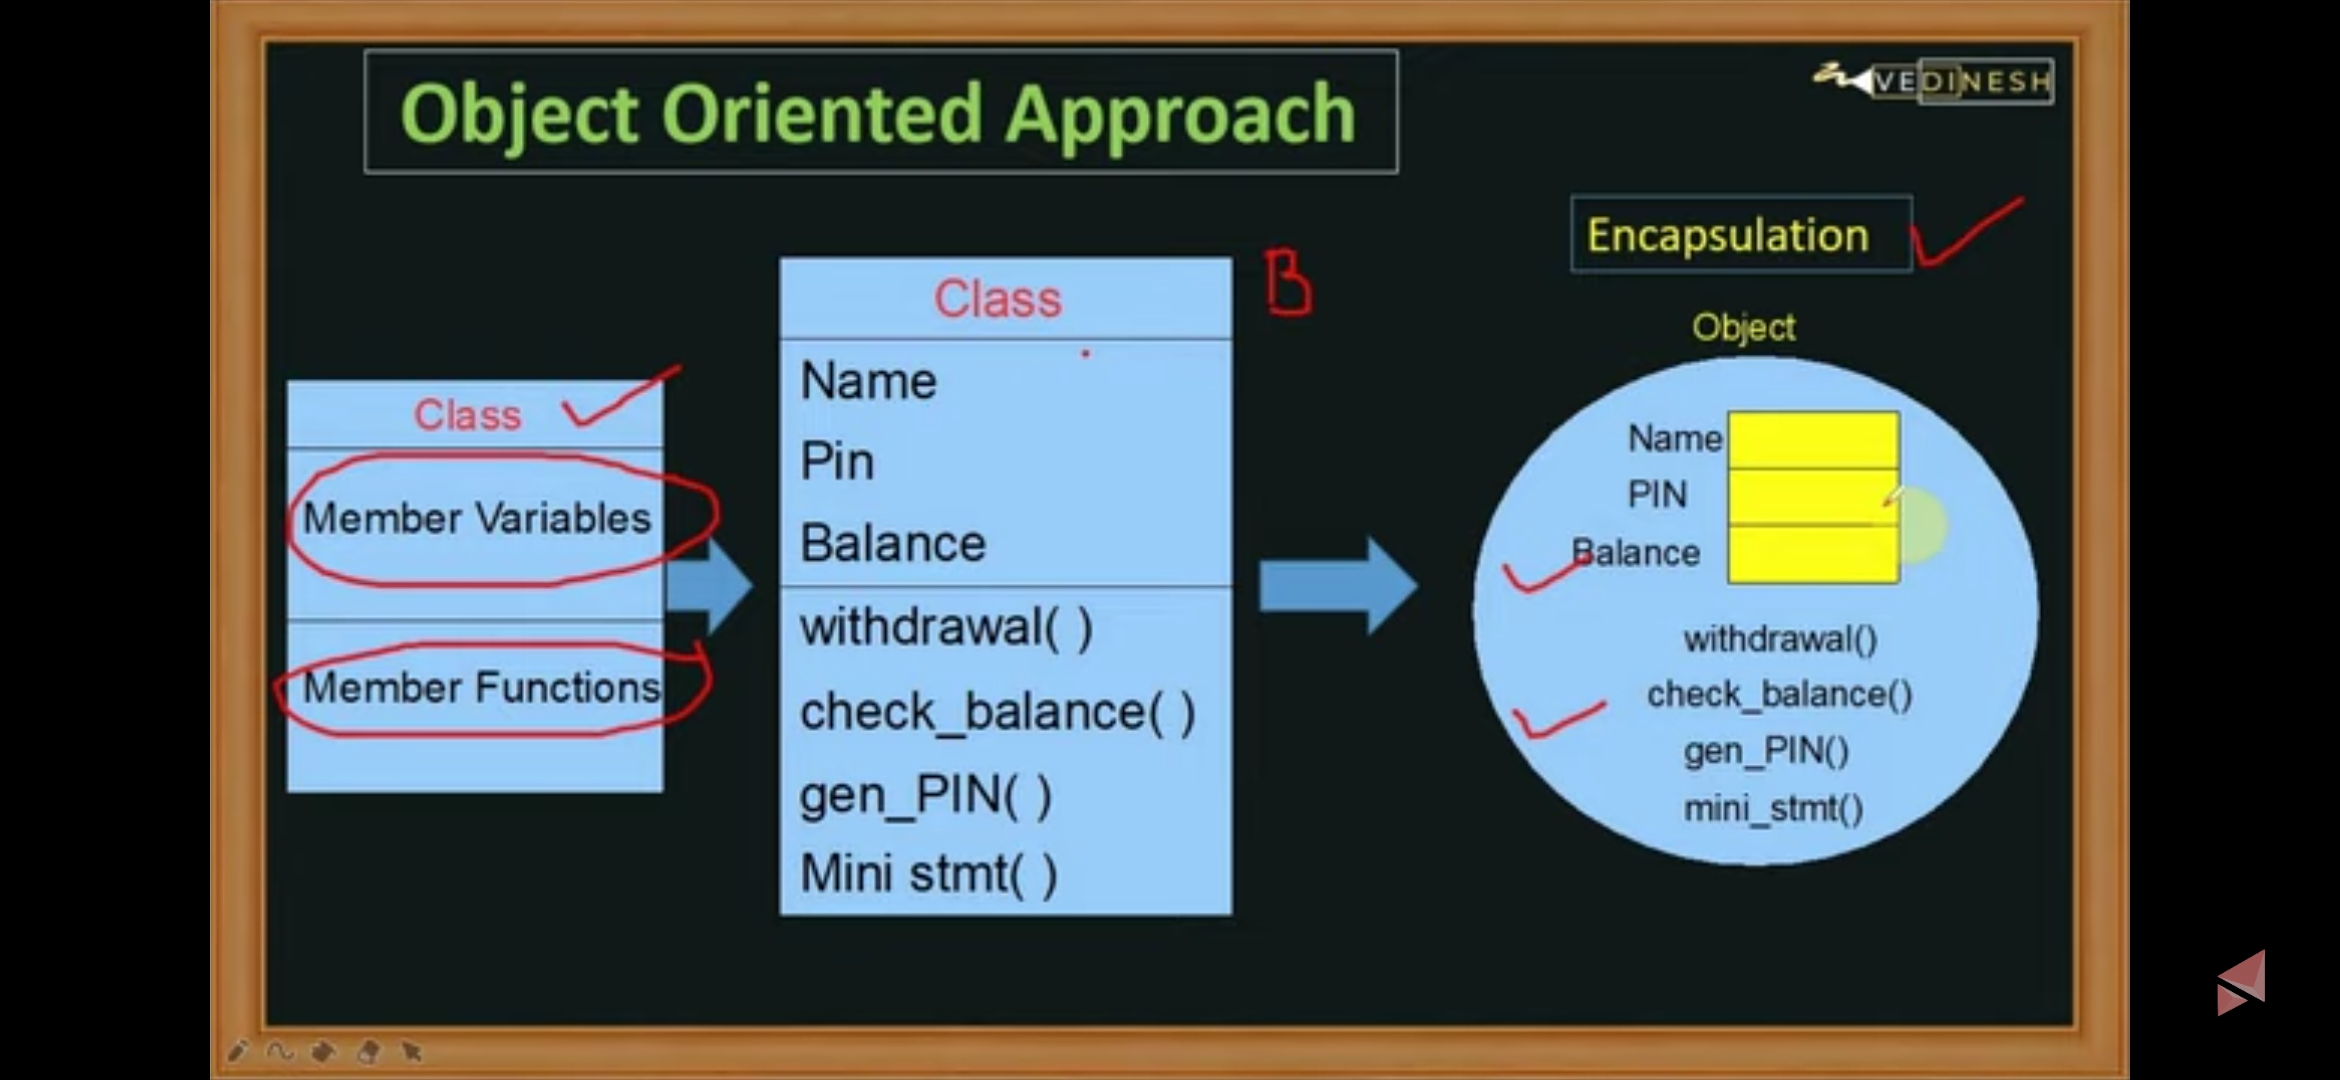 Object Oriented Approach
VEDINESH
Encapsulation
Class
Member Variables
Member Functions
Class
B
Name
Pin
Balance
withdrawal( )
check_balance( )
gen_PIN( )
Mini stmt( )
Object
Name
PIN
Balance
withdrawal()
check_balance()
gen_PIN()
mini_stmt()